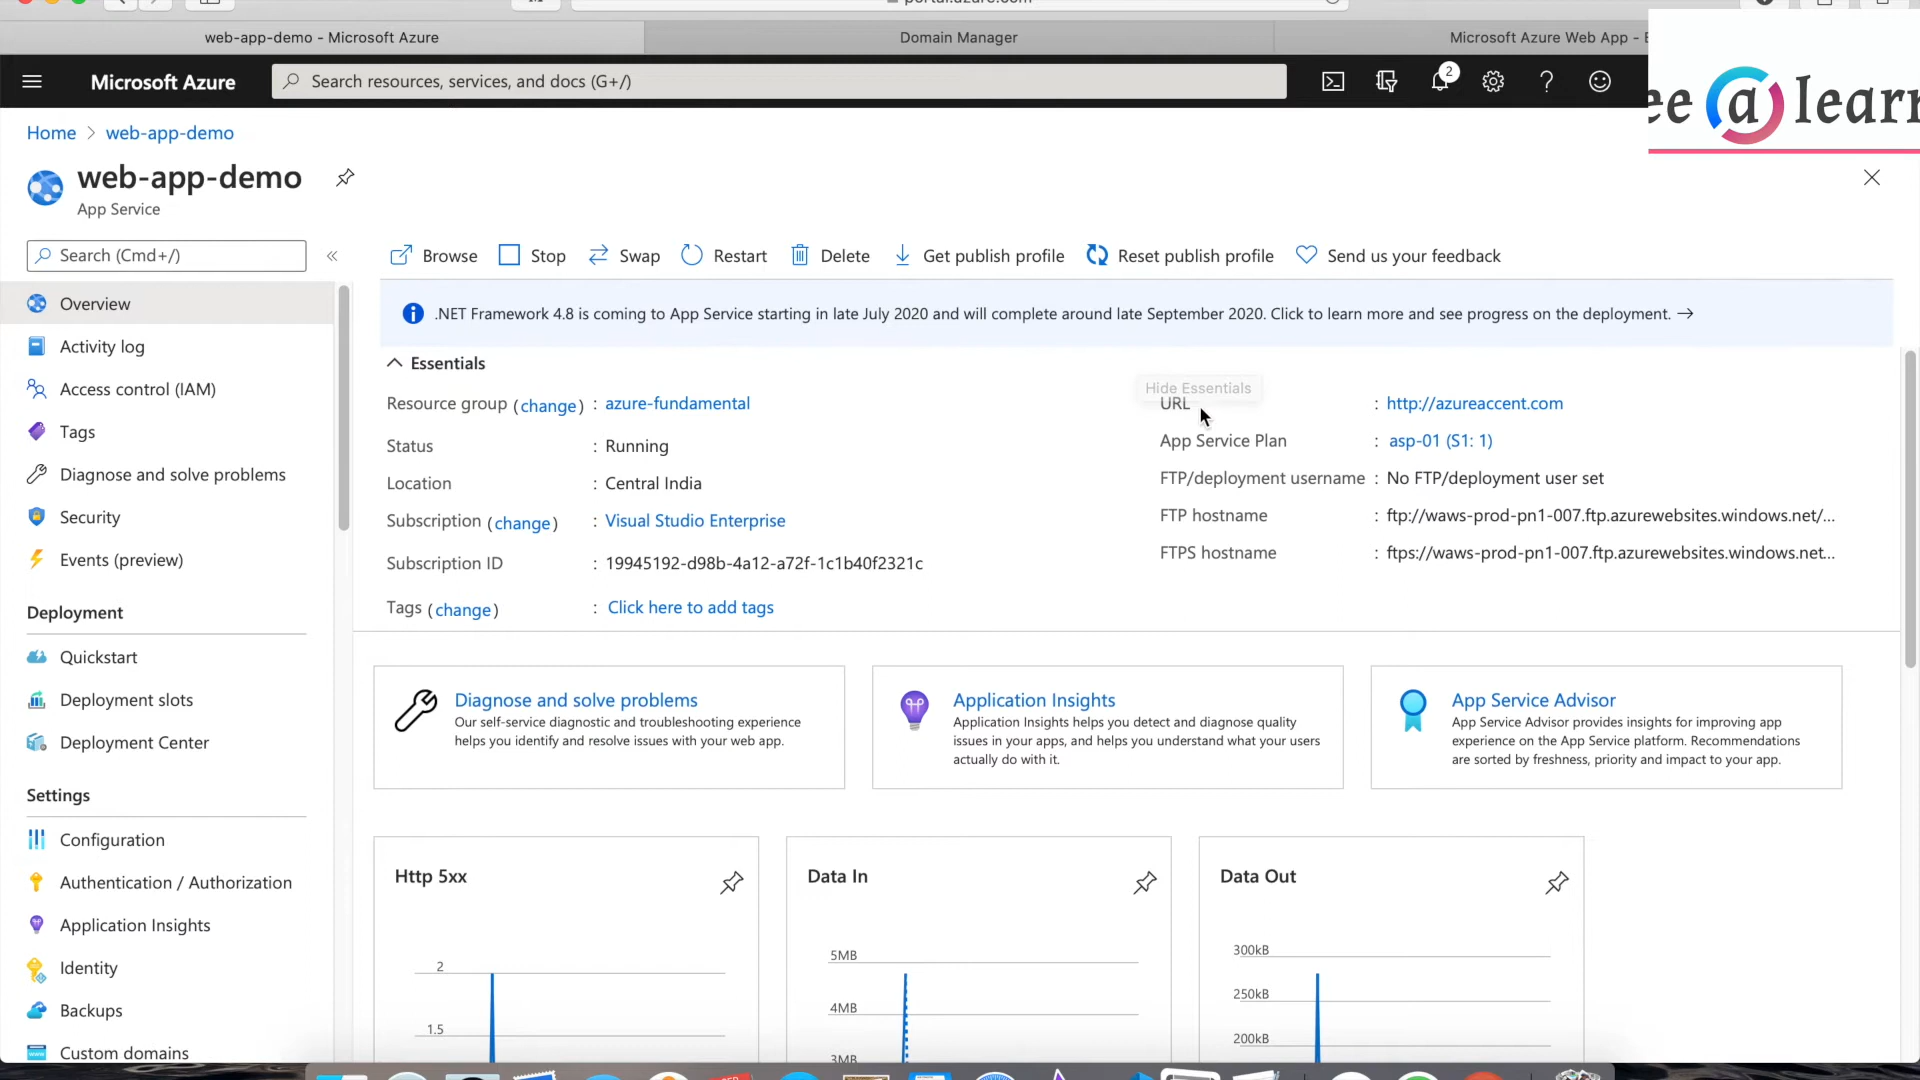 web-app-demo - Microsoft Azure
Domain Manager
Microsoft Azure Web App -
Microsoft Azure
Search resources, services, and docs (G+/)
2
ee a learn
Home > web-app-demo
web-app-demo
App Service
Search (Cmd+/)
«
Browse
Stop
Swap
Restart
Delete
Get publish profile
Reset publish profile
Send us your feedback
.NET Framework 4.8 is coming to App Service starting in late July 2020 and will complete around late September 2020. Click to learn more and see progress on the deployment. →
Overview
Activity log
Access control (IAM)
Tags
Diagnose and solve problems
Security
Events (preview)
Deployment
Quickstart
Deployment slots
Deployment Center
Settings
Configuration
Authentication / Authorization
Application Insights
Identity
Backups
Custom domains
Essentials
Hide Essentials
Resource group (change) : azure-fundamental
Status : Running
Location : Central India
Subscription (change) : Visual Studio Enterprise
Subscription ID : 19945192-d98b-4a12-a72f-1c1b40f2321c
Tags (change) : Click here to add tags
URL : http://azureaccent.com
App Service Plan : asp-01 (S1: 1)
FTP/deployment username : No FTP/deployment user set
FTP hostname : ftp://waws-prod-pn1-007.ftp.azurewebsites.windows.net/...
FTPS hostname : ftps://waws-prod-pn1-007.ftp.azurewebsites.windows.net...
Diagnose and solve problems
Our self-service diagnostic and troubleshooting experience
helps you identify and resolve issues with your web app.
Application Insights
Application Insights helps you detect and diagnose quality
issues in your apps, and helps you understand what your users
actually do with it.
App Service Advisor
App Service Advisor provides insights for improving app
experience on the App Service platform. Recommendations
are sorted by freshness, priority and impact to your app.
Http 5xx
2
1.5
Data In
5MB
4MB
3MB
Data Out
300kB
250kB
200kB